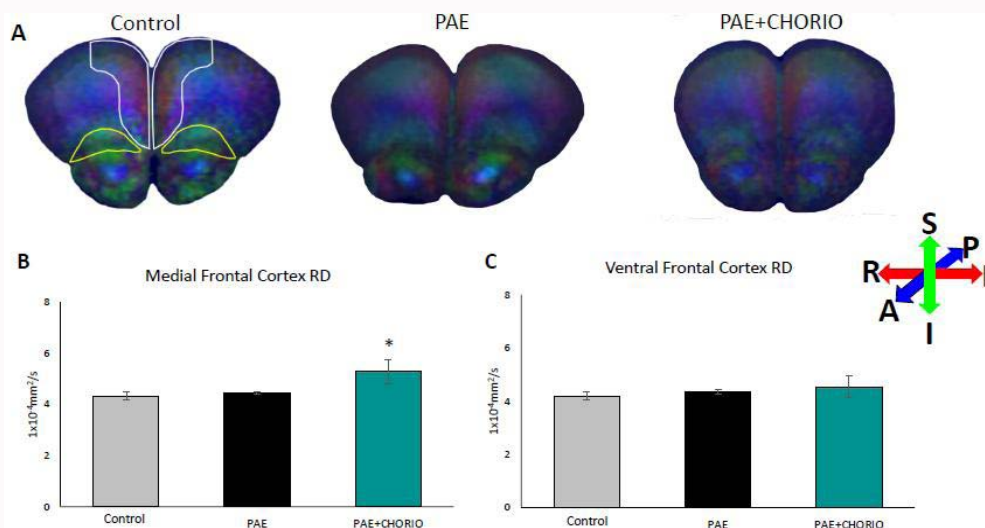 A
Control
PAE
PAE+CHORIO
S
P
R
A
I
B
Medial Frontal Cortex RD
8
6
4
2
0
1x10⁻⁴mm²/s
*
Control
PAE
PAE+CHORIO
C
Ventral Frontal Cortex RD
8
6
4
2
0
1x10⁻⁴mm²/s
Control
PAE
PAE+CHORIO